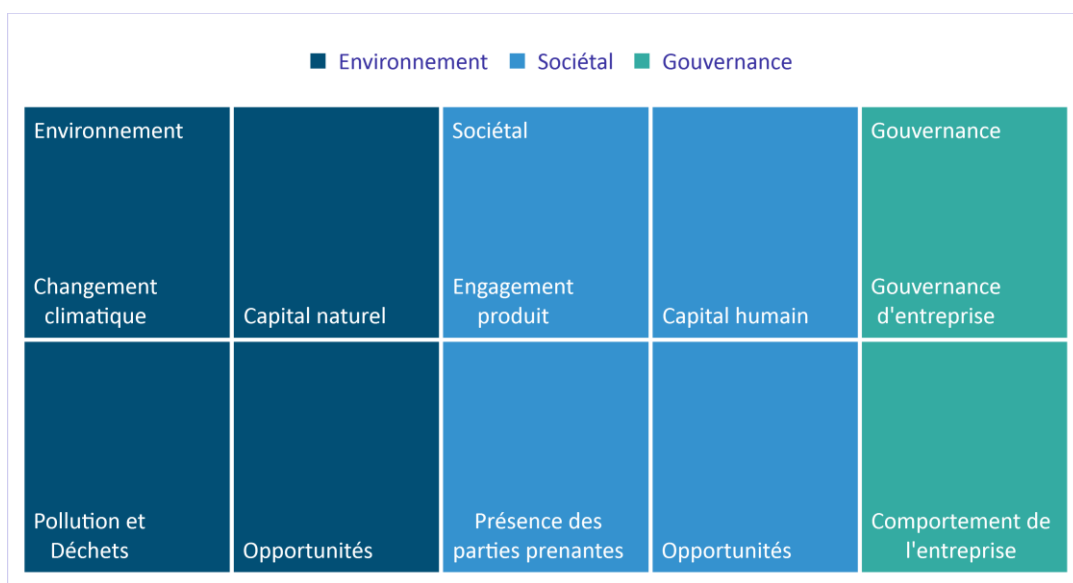 Environnement Sociétal Gouvernance
Environnement
Changement
climatique
Capital naturel
Sociétal
Engagement
produit
Capital humain
Gouvernance
Gouvernance
d'entreprise
Pollution et
Déchets
Opportunités
Présence des
parties prenantes
Opportunités
Comportement de
l'entreprise